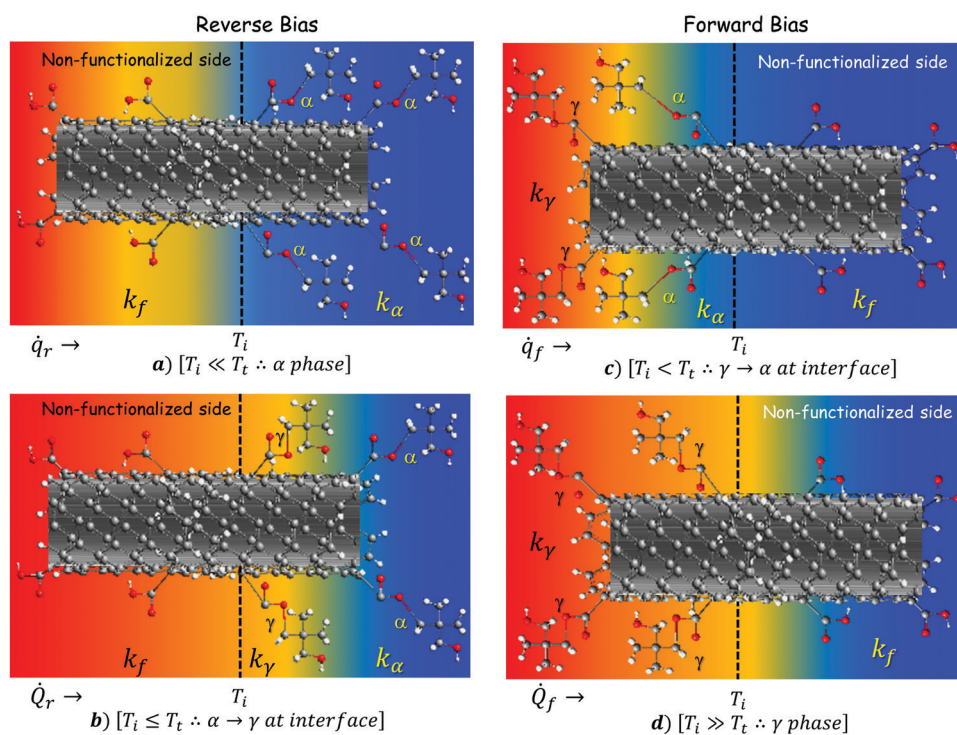 Reverse Bias
Non-functionalized side
α
α
α
α
k_f
k_α
q̇_r →
T_i
a) [T_i ≪ T_t ∴ α phase]
Non-functionalized side
γ
α
γ
α
k_f
k_γ
k_α
Q̇_r →
T_i
b) [T_i ≤ T_t ∴ α → γ at interface]
Forward Bias
Non-functionalized side
γ
α
k_γ
γ
α
k_α
k_f
q̇_f →
T_i
c) [T_i < T_t ∴ γ → α at interface]
Non-functionalized side
γ
γ
k_γ
γ
γ
k_f
Q̇_f →
T_i
d) [T_i ≫ T_t ∴ γ phase]